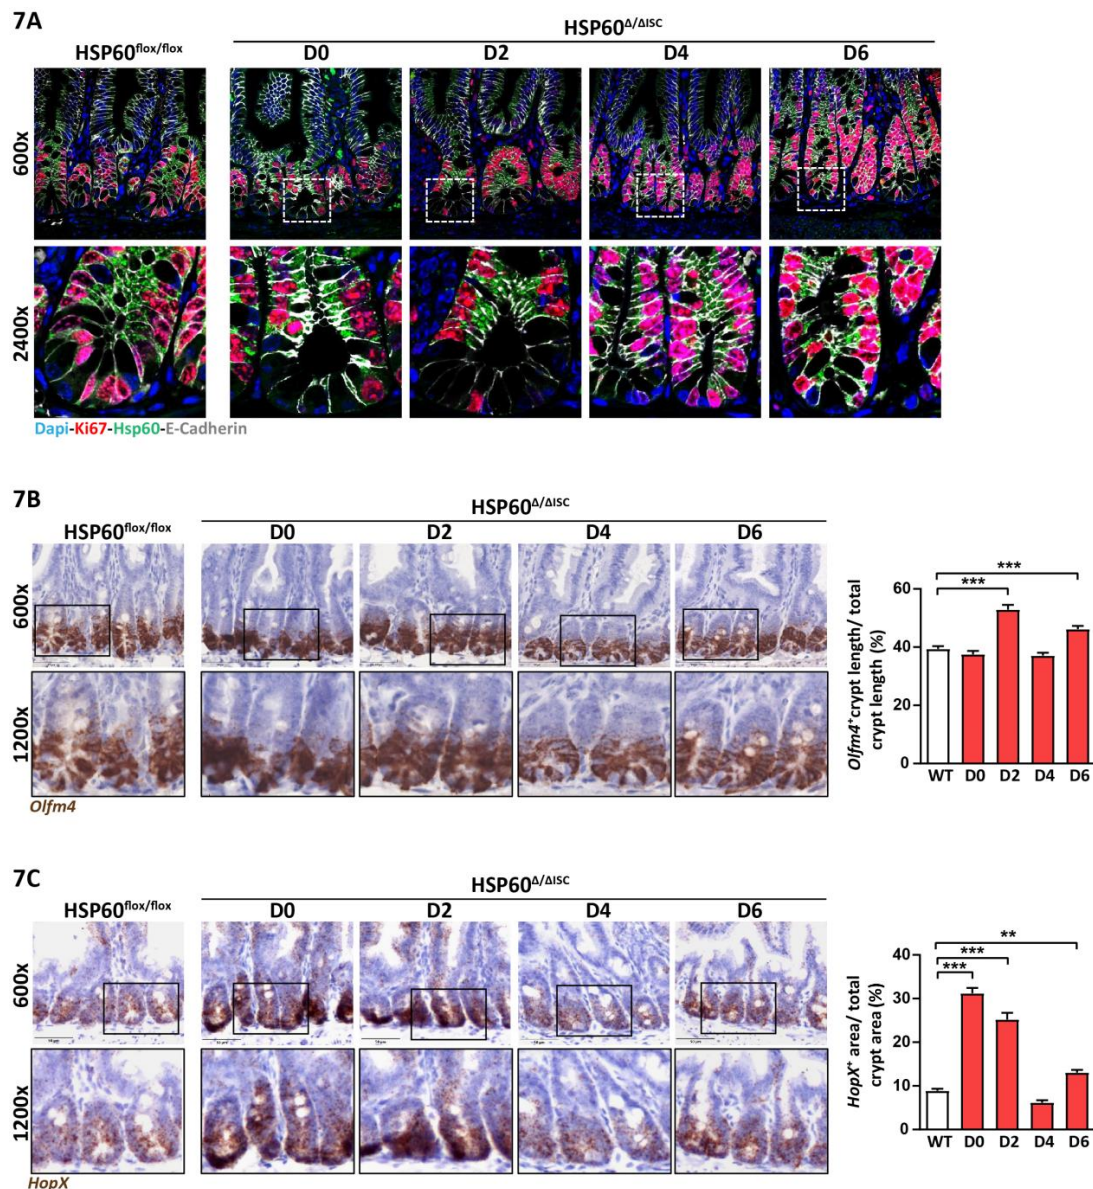 7A
HSP60flox/flox
HSP60Δ/ΔISC
D0 D2 D4 D6
600x
2400x
Dapi-Ki67-Hsp60-E-Cadherin
7B
HSP60flox/flox
HSP60Δ/ΔISC
D0 D2 D4 D6
600x
1200x
Olfm4
*** ***
Olfm4+crypt length/ total
crypt length (%)
60
40
20
0
WT D0 D2 D4 D6
7C
HSP60flox/flox
HSP60Δ/ΔISC
D0 D2 D4 D6
600x
1200x
HopX
**
***
***
HopX+ area/ total
crypt area (%)
40
30
20
10
0
WT D0 D2 D4 D6